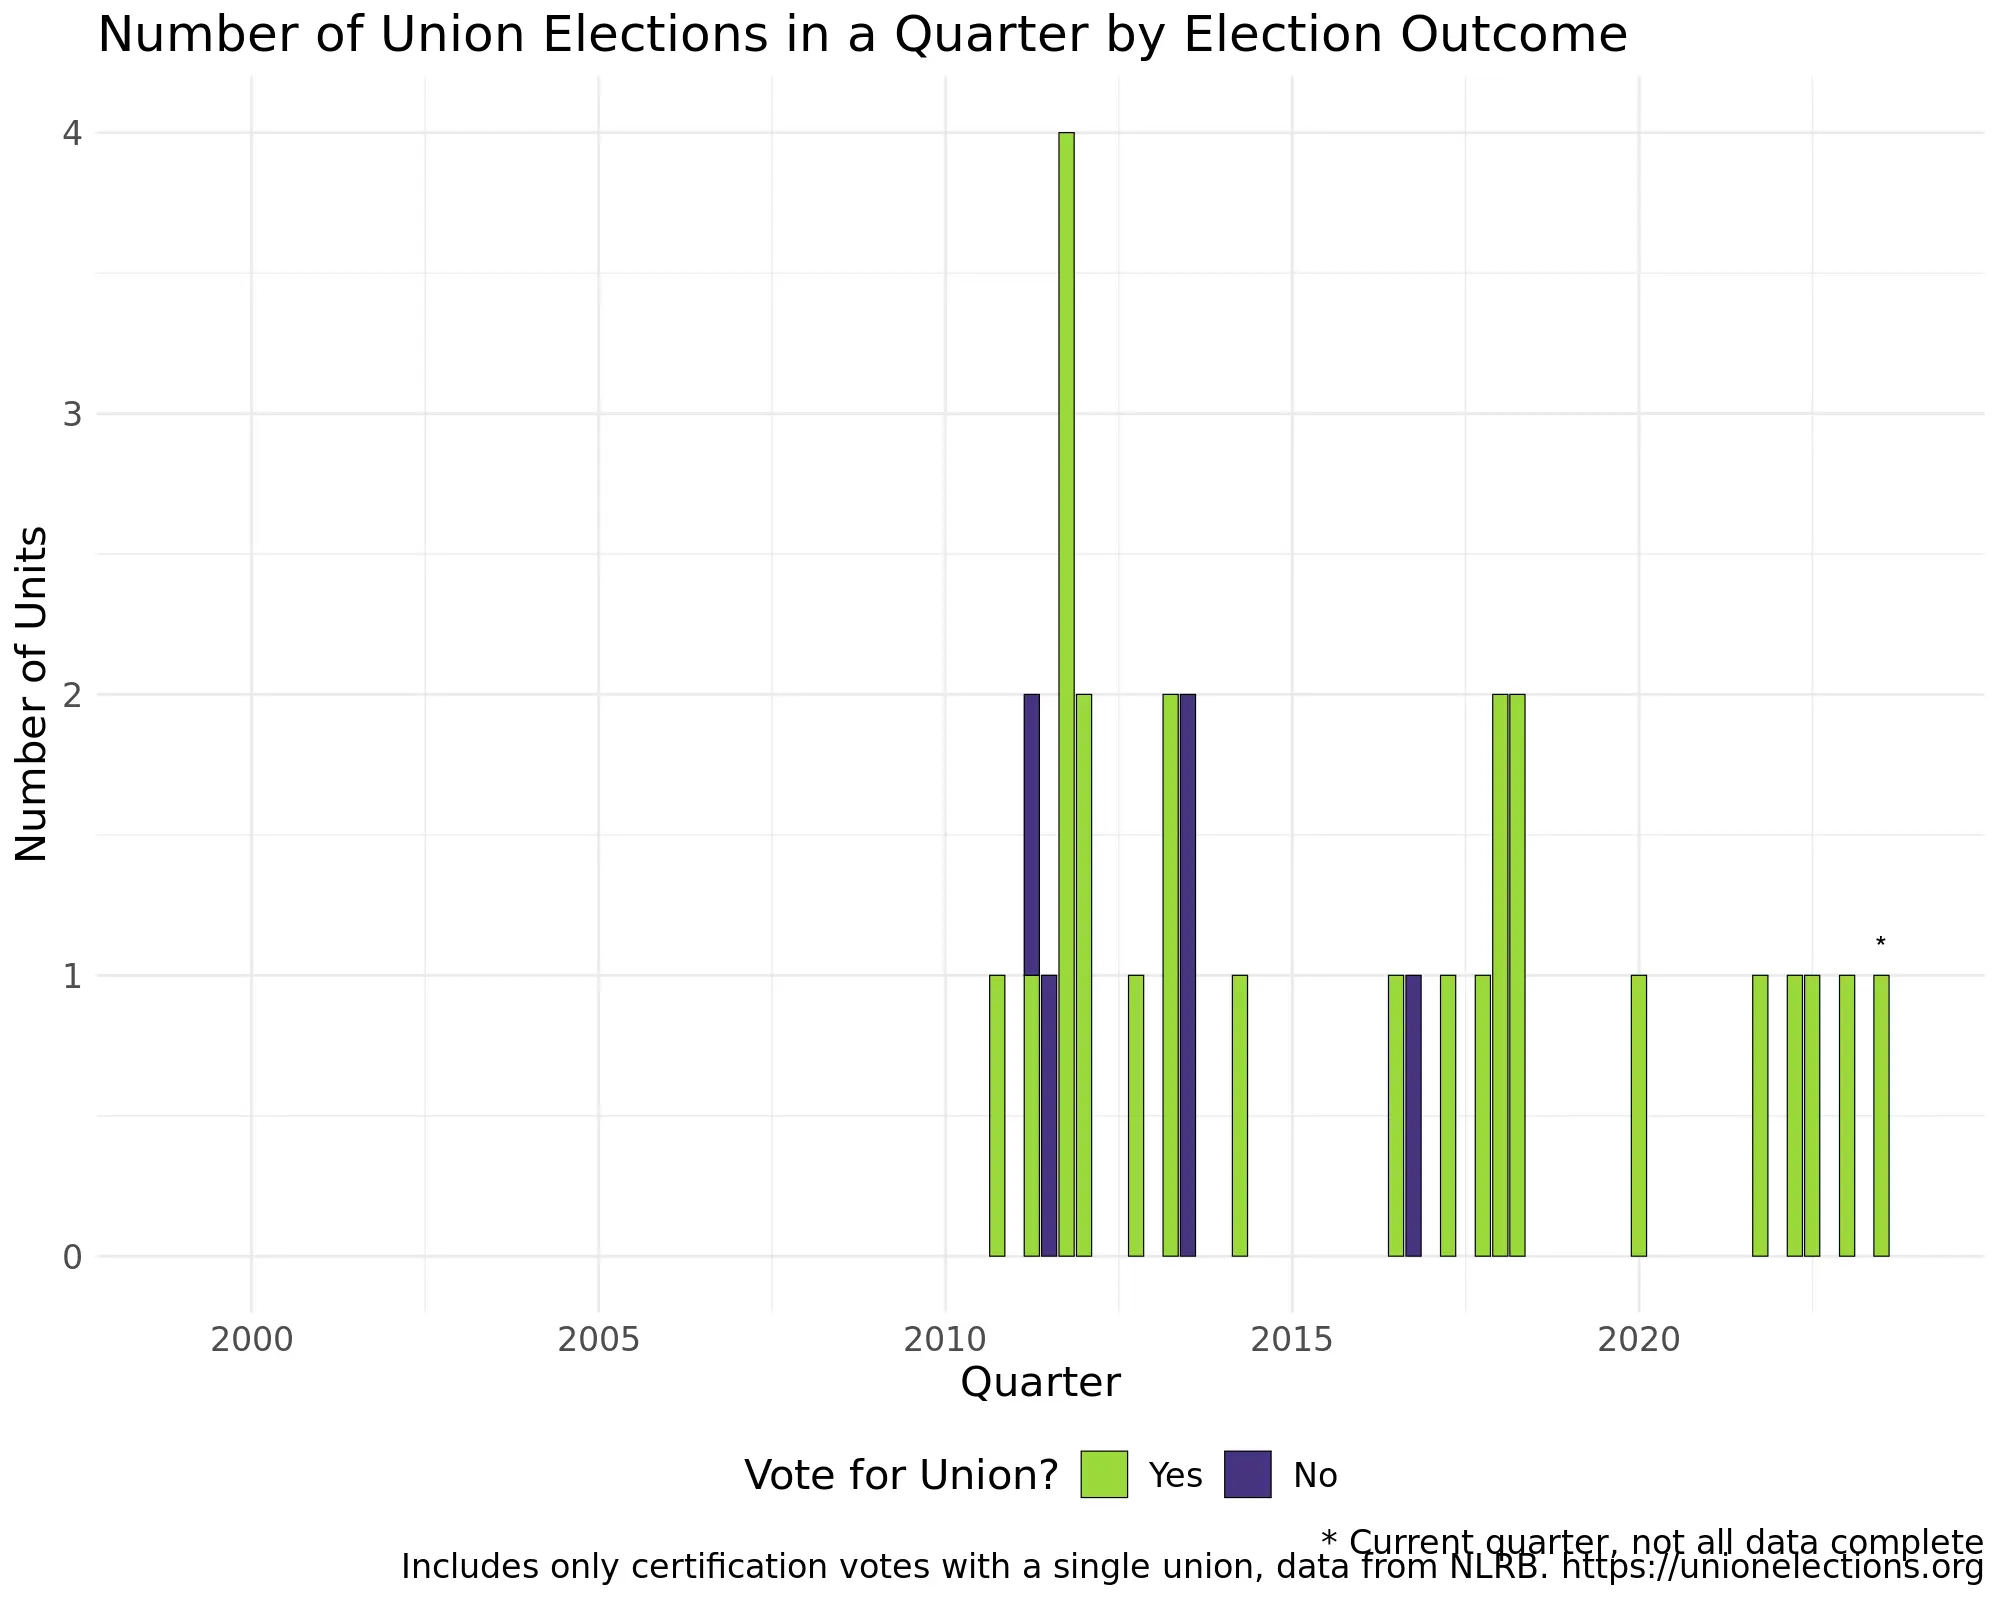 Number of Union Elections in a Quarter by Election Outcome
4
3
2
1
0
Number of Units
*
2000 2005 2010 2015 2020
Quarter
Vote for Union? Yes No
* Current quarter, not all data complete
Includes only certification votes with a single union, data from NLRB. https://unionelections.org